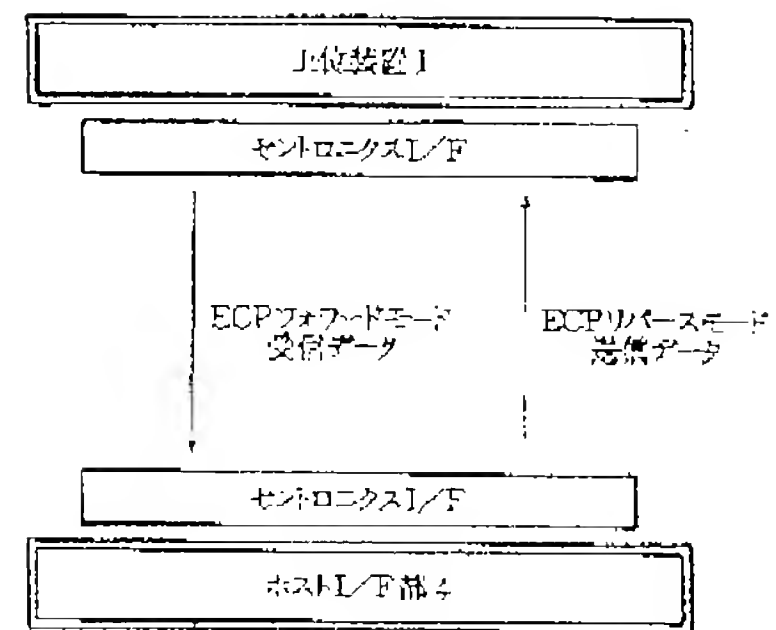 上位装置1
セントロニクスI／F
ECPフォワードモード
受信データ
ECPリバースモード
送信データ
セントロニクスI／F
ホストI／F部4